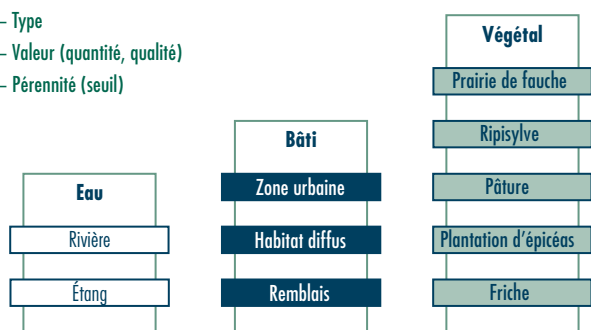 – Type
– Valeur (quantité, qualité)
– Pérennité (seuil)
Eau
Rivière
Étang
Bâti
Zone urbaine
Habitat diffus
Remblais
Végétal
Prairie de fauche
Ripisylve
Pâture
Plantation d'épicéas
Friche